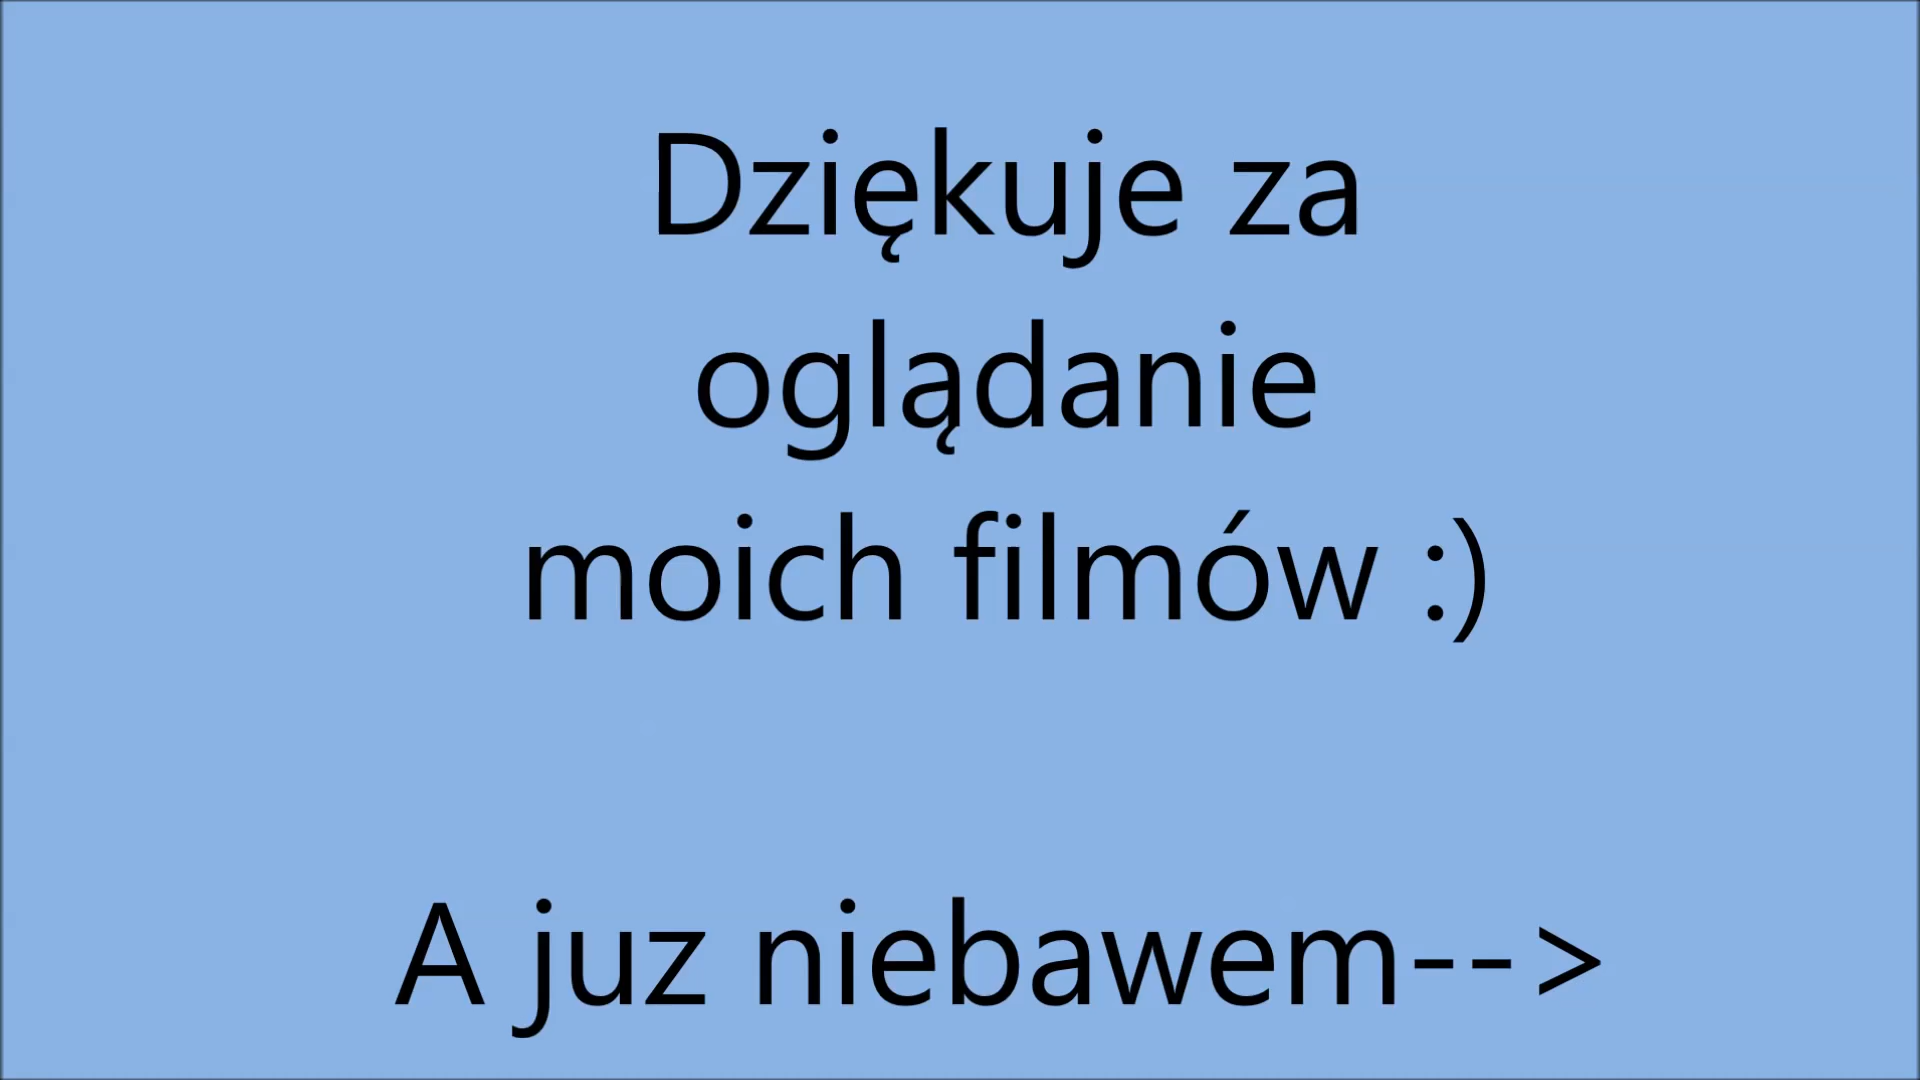 Dziękuje za
oglądanie
moich filmów :)
A juz niebawem-->